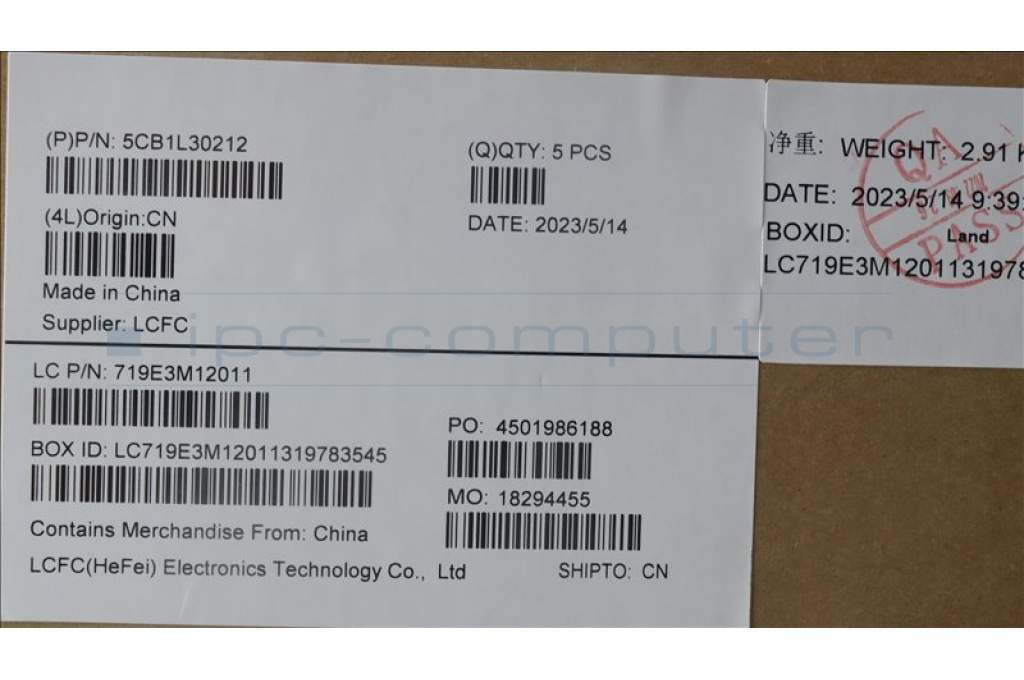 (P)P/N: 5CB1L30212
(Q)QTY: 5 PCS
(4L)Origin:CN
DATE: 2023/5/14
Made in China
Supplier: LCFC
LC P/N: 719E3M12011
BOX ID: LC719E3M12011319783545
PO: 4501986188
MO: 18294455
Contains Merchandise From: China
LCFC(HeFei) Electronics Technology Co., Ltd
SHIPTO: CN
净重: WEIGHT: 2.91
DATE: 2023/5/14 9:39:
BOXID: Land
LC719E3M1201131978
QA
PASS
ipc-computer